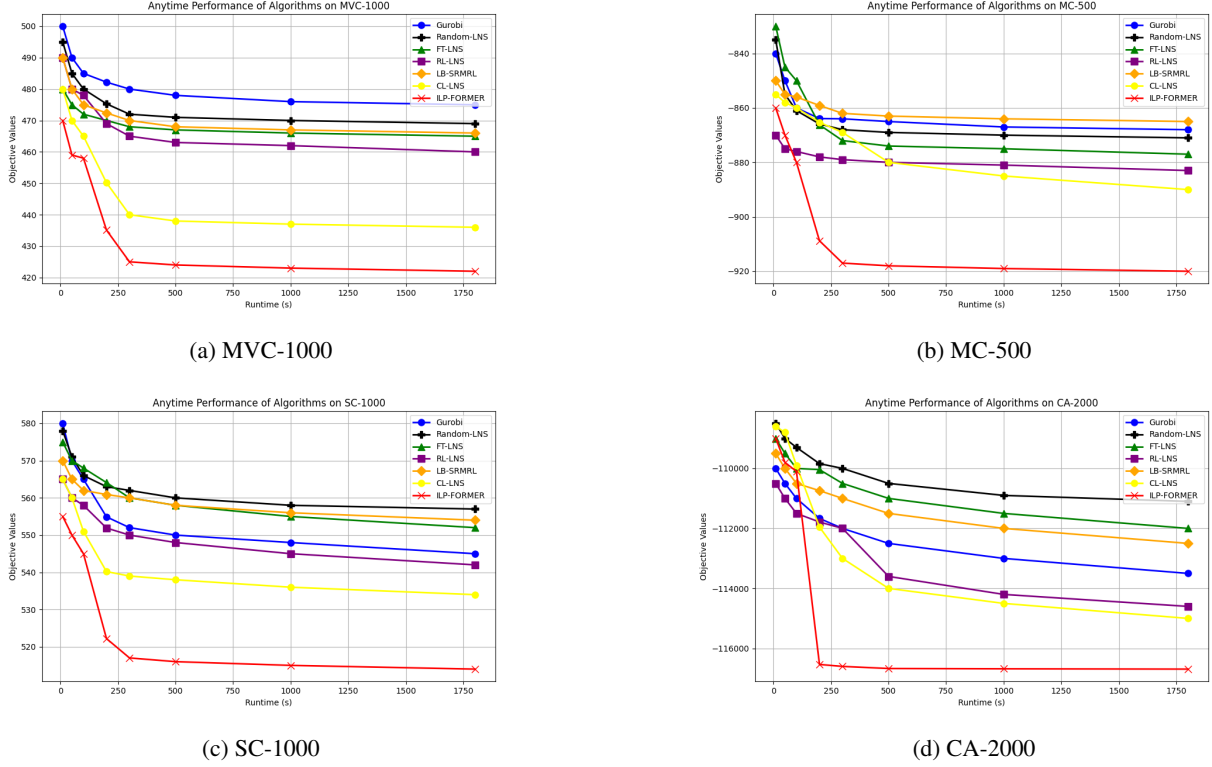 Anytime Performance of Algorithms on MVC-1000
500
490
480
470
460
450
440
430
420
Objective Values
0
250
500
750
1000
1250
1500
1750
Runtime (s)
Gurobi
Random-LNS
FT-LNS
RL-LNS
LB-SRMRL
CL-LNS
ILP-FORMER
(a) MVC-1000
Anytime Performance of Algorithms on MC-500
−840
−860
−880
−900
−920
Objective Values
0
250
500
750
1000
1250
1500
1750
Runtime (s)
Gurobi
Random-LNS
FT-LNS
RL-LNS
LB-SRMRL
CL-LNS
ILP-FORMER
(b) MC-500
Anytime Performance of Algorithms on SC-1000
580
570
560
550
540
530
520
Objective Values
0
250
500
750
1000
1250
1500
1750
Runtime (s)
Gurobi
Random-LNS
FT-LNS
RL-LNS
LB-SRMRL
CL-LNS
ILP-FORMER
(c) SC-1000
Anytime Performance of Algorithms on CA-2000
−110000
−112000
−114000
−116000
Objective Values
0
250
500
750
1000
1250
1500
1750
Runtime (s)
Gurobi
Random-LNS
FT-LNS
RL-LNS
LB-SRMRL
CL-LNS
ILP-FORMER
(d) CA-2000